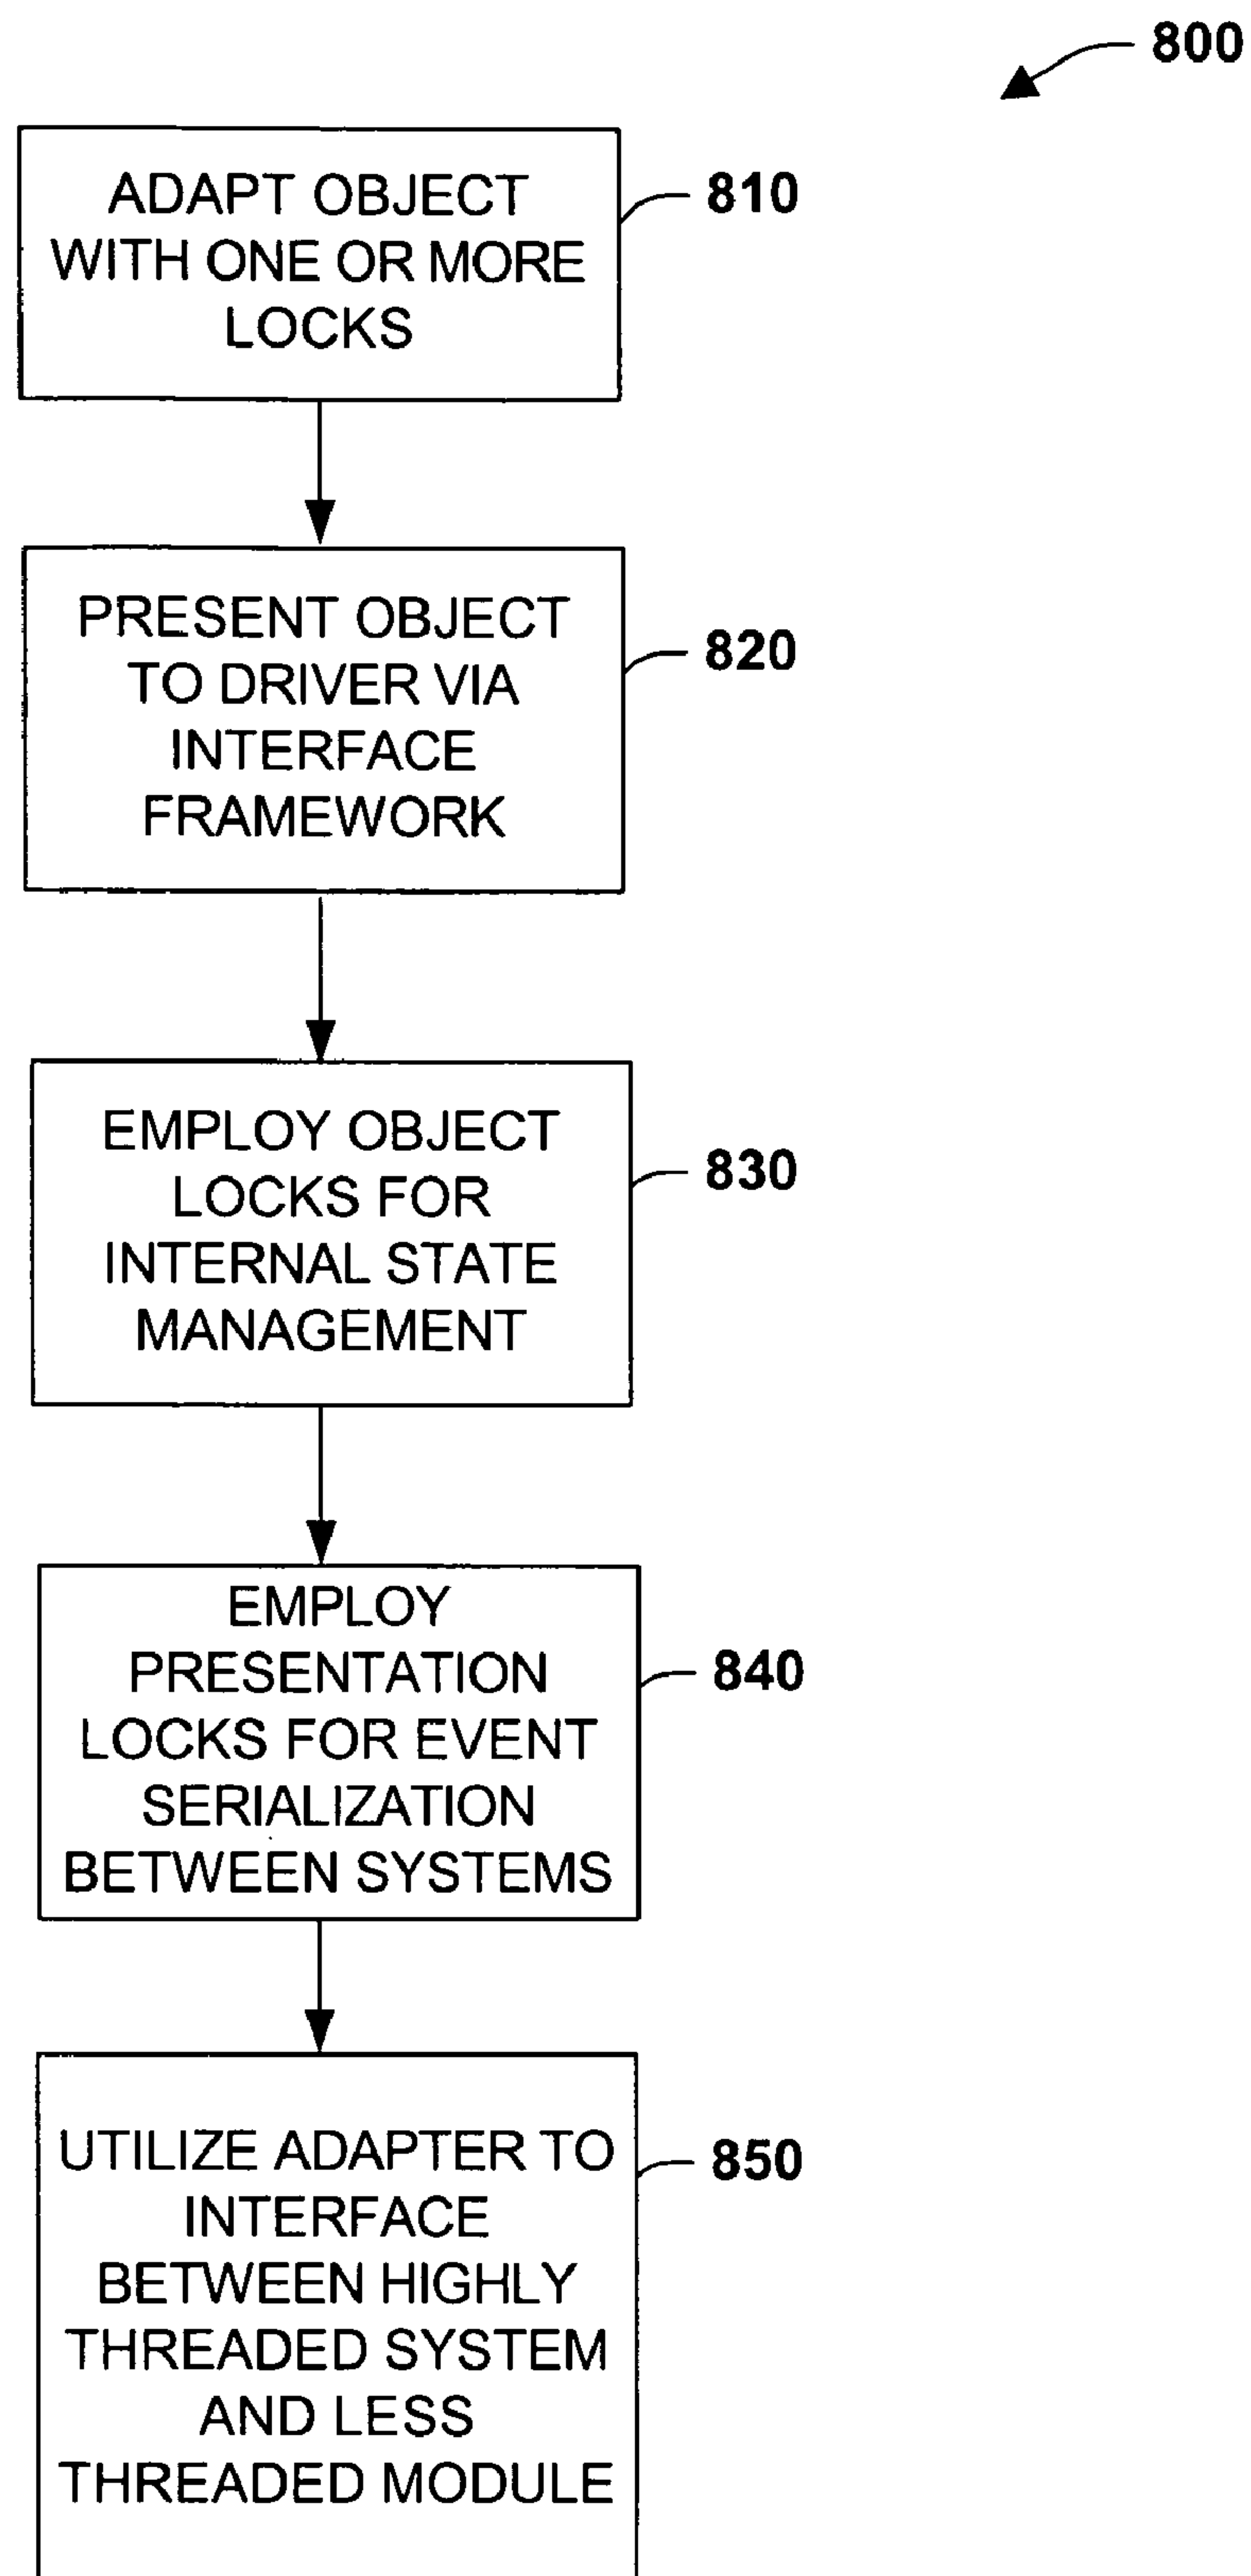 800
ADAPT OBJECT
WITH ONE OR MORE
LOCKS
810
PRESENT OBJECT
TO DRIVER VIA
INTERFACE
FRAMEWORK
820
EMPLOY OBJECT
LOCKS FOR
INTERNAL STATE
MANAGEMENT
830
EMPLOY
PRESENTATION
LOCKS FOR EVENT
SERIALIZATION
BETWEEN SYSTEMS
840
UTILIZE ADAPTER TO
INTERFACE
BETWEEN HIGHLY
THREADED SYSTEM
AND LESS
THREADED MODULE
850